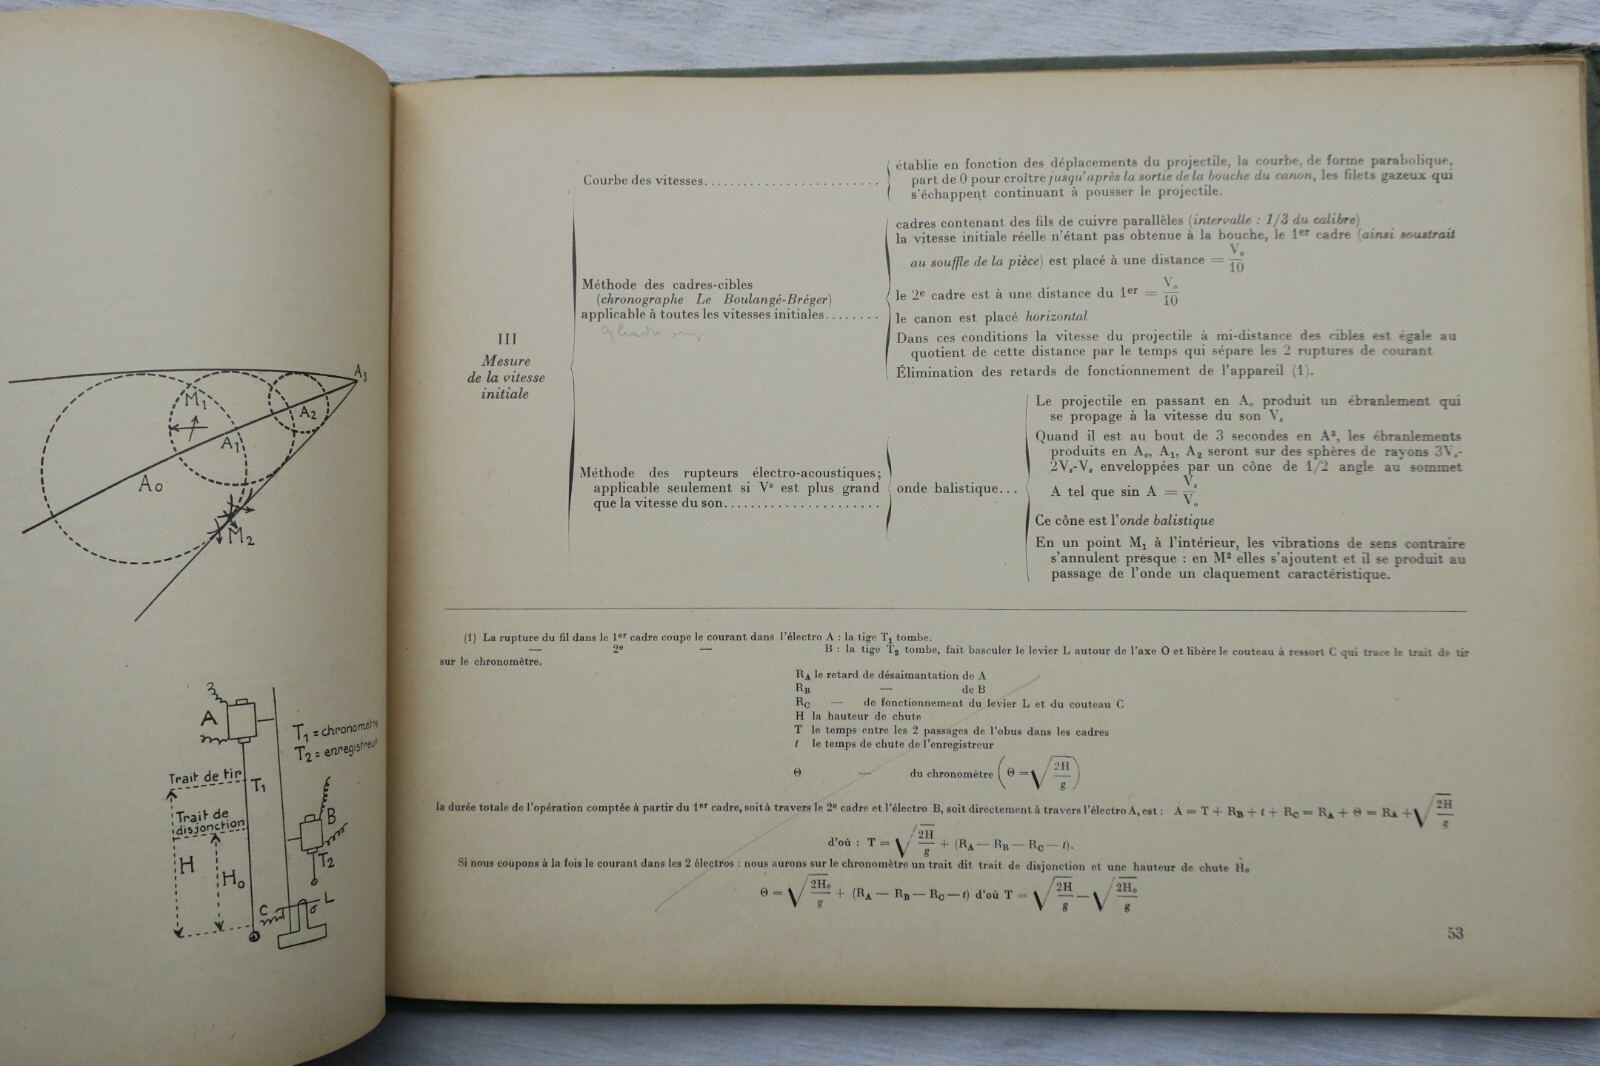 A₃
M₁
A₂
A₁
A₀
M₂
A
T₁ = chronomètre
T₂ = enregistreur
Trait de tir
T₁
Trait de
disjonction
B
H
H₀
T₂
C
L
σ
III
Mesure
de la vitesse
initiale
Courbe des vitesses
établie en fonction des déplacements du projectile, la courbe, de forme parabolique,
part de 0 pour croître jusqu'après la sortie de la bouche du canon, les filets gazeux qui
s'échappent continuant à pousser le projectile.
Méthode des cadres-cibles
(chronographe Le Boulangé-Bréger)
applicable à toutes les vitesses initiales
cadres contenant des fils de cuivre parallèles (intervalle : 1/3 du calibre)
la vitesse initiale réelle n'étant pas obtenue à la bouche, le 1er cadre (ainsi soustrait
au souffle de la pièce) est placé à une distance = V₀/10
le 2e cadre est à une distance du 1er = V₀/10
le canon est placé horizontal
Dans ces conditions la vitesse du projectile à mi-distance des cibles est égale au
quotient de cette distance par le temps qui sépare les 2 ruptures de courant
Élimination des retards de fonctionnement de l'appareil (1).
Méthode des rupteurs électro-acoustiques;
applicable seulement si V° est plus grand
que la vitesse du son
onde balistique...
Le projectile en passant en A₀ produit un ébranlement qui
se propage à la vitesse du son Vₛ
Quand il est au bout de 3 secondes en A³, les ébranlements
produits en A₀, A₁, A₂ seront sur des sphères de rayons 3Vₛ-
2Vₛ-Vₛ enveloppées par un cône de 1/2 angle au sommet
A tel que sin A = Vₛ/V₀
Ce cône est l'onde balistique
En un point M₁ à l'intérieur, les vibrations de sens contraire
s'annulent presque : en M² elles s'ajoutent et il se produit au
passage de l'onde un claquement caractéristique.
(1) La rupture du fil dans le 1er cadre coupe le courant dans l'électro A : la tige T₁ tombe.
— 2e — B : la tige T₂ tombe, fait basculer le levier L autour de l'axe O et libère le couteau à ressort C qui trace le trait de tir
sur le chronomètre.
R_A le retard de désaimantation de A
R_B — de B
R_C — de fonctionnement du levier L et du couteau C
H la hauteur de chute
T le temps entre les 2 passages de l'obus dans les cadres
t le temps de chute de l'enregistreur
Θ — du chronomètre (Θ = √(2H/g))
la durée totale de l'opération comptée à partir du 1er cadre, soit à travers le 2e cadre et l'électro B, soit directement à travers l'électro A, est : A = T + R_B + t + R_C = R_A + Θ = R_A + √(2H/g)
d'où : T = √(2H/g) + (R_A — R_B — R_C — t).
Si nous coupons à la fois le courant dans les 2 électros : nous aurons sur le chronomètre un trait dit trait de disjonction et une hauteur de chute H₀
Θ = √(2H₀/g) + (R_A — R_B — R_C — t) d'où T = √(2H/g) — √(2H₀/g)
53